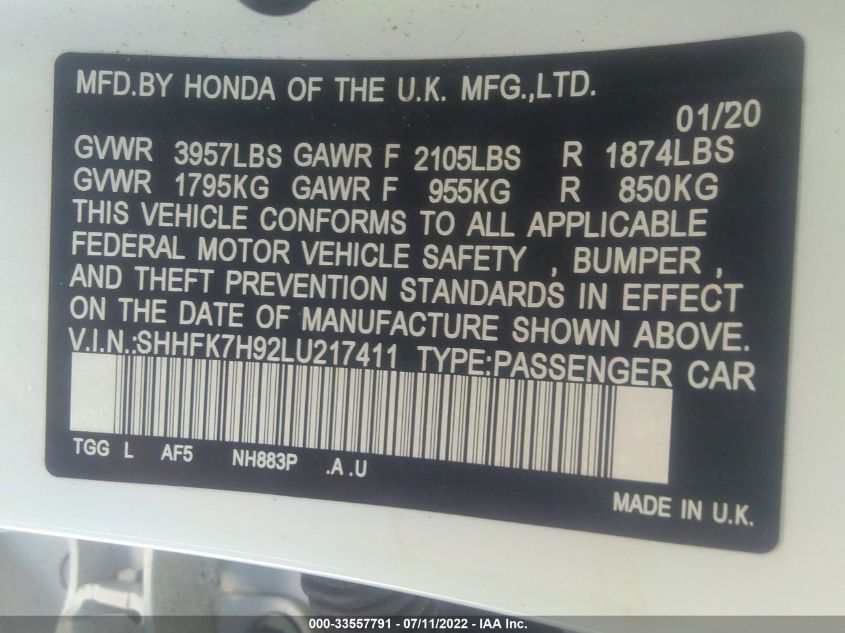 MFD.BY HONDA OF THE U.K. MFG.,LTD.
01/20
GVWR 3957LBS GAWR F 2105LBS R 1874LBS
GVWR 1795KG GAWR F 955KG R 850KG
THIS VEHICLE CONFORMS TO ALL APPLICABLE
FEDERAL MOTOR VEHICLE SAFETY , BUMPER ,
AND THEFT PREVENTION STANDARDS IN EFFECT
ON THE DATE OF MANUFACTURE SHOWN ABOVE.
V.I.N.:SHHFK7H92LU217411 TYPE:PASSENGER CAR
TGG L AF5 NH883P .A .U
MADE IN U.K.
000-33557791 - 07/11/2022 - IAA Inc.